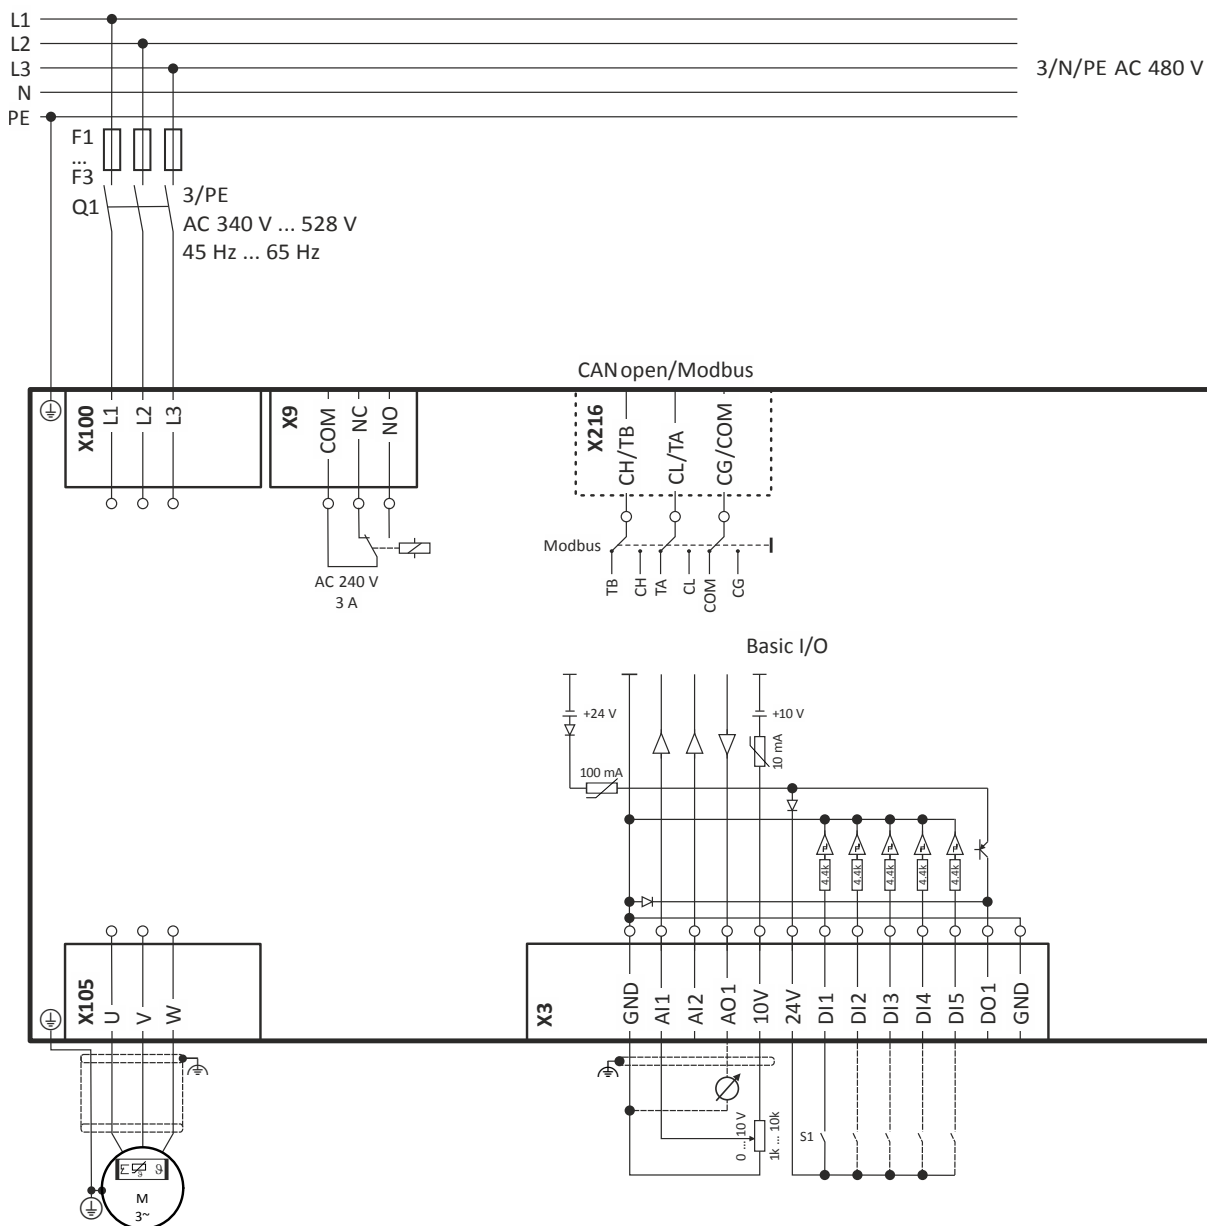 L1
L2
L3
N
PE
3/N/PE AC 480 V
F1
...
F3
Q1
3/PE
AC 340 V ... 528 V
45 Hz ... 65 Hz
CANopen/Modbus
X100
L1
L2
L3
X9
COM
NC
NO
X216
CH/TB
CL/TA
CG/COM
AC 240 V
3 A
Modbus
TB
CH
TA
CL
COM
CG
Basic I/O
+24 V
+10 V
10 mA
100 mA
4.4k
4.4k
4.4k
4.4k
4.4k
X105
U
V
W
X3
GND
AI1
AI2
AO1
10V
24V
DI1
DI2
DI3
DI4
DI5
DO1
GND
0 ... 10 V
1k ... 10k
S1
ϑ
M
3~